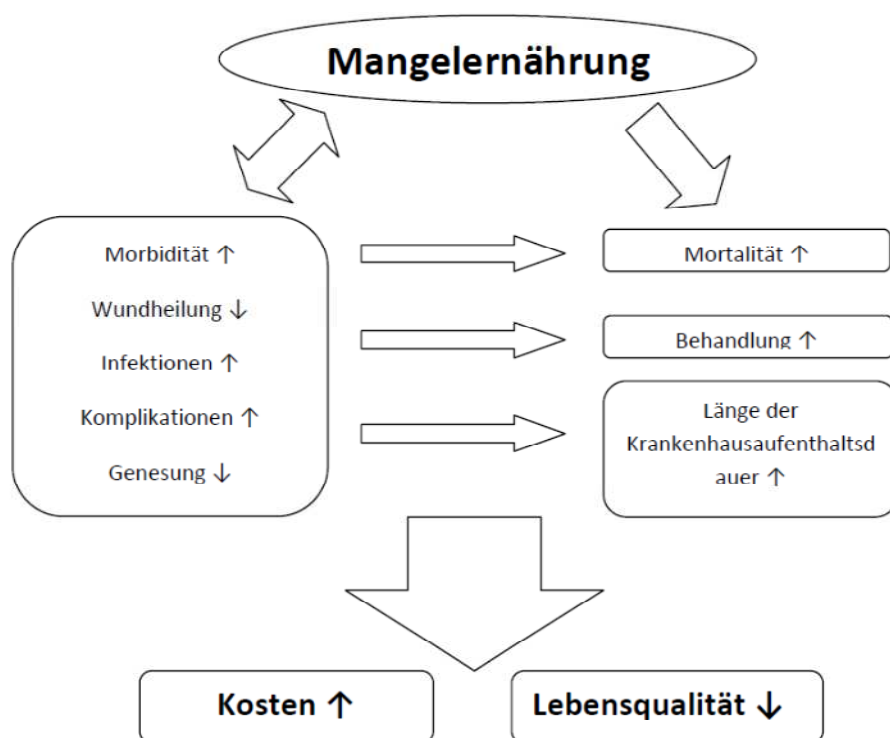 Mangelernährung
Morbidität ↑
Wundheilung ↓
Infektionen ↑
Komplikationen ↑
Genesung ↓
Mortalität ↑
Behandlung ↑
Länge der
Krankenhausaufenthaltsd
auer ↑
Kosten ↑
Lebensqualität ↓